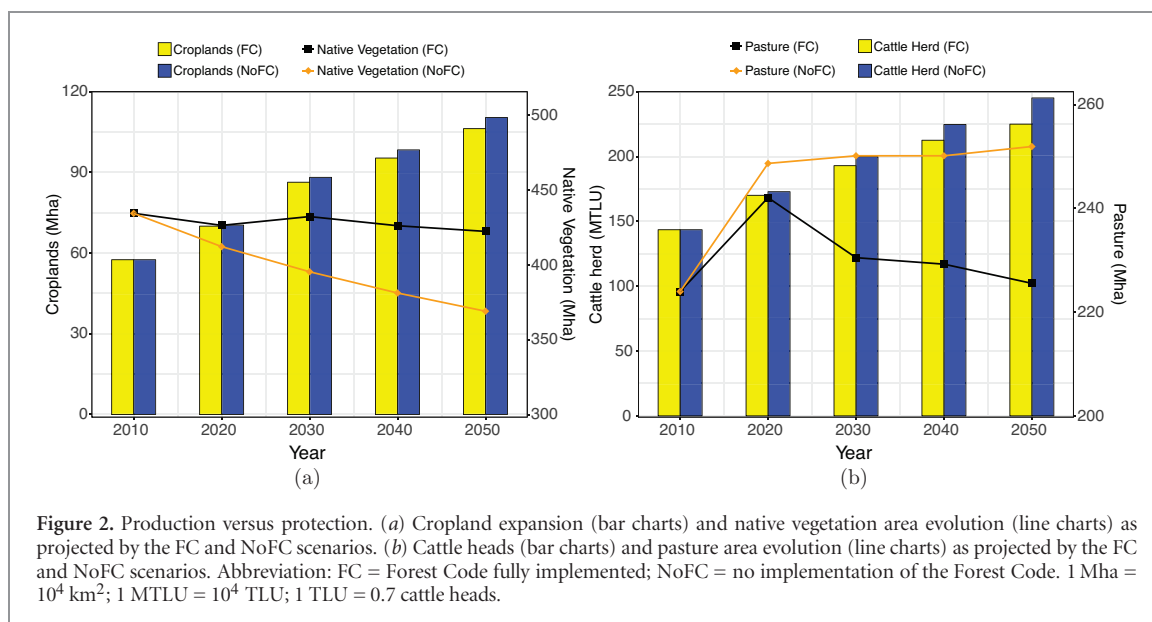 Croplands (FC) Native Vegetation (FC)
Croplands (NoFC) Native Vegetation (NoFC)
120
90
60
30
0
Croplands (Mha)
500
450
400
350
300
Native Vegetation (Mha)
2010 2020 2030 2040 2050
Year
(a)
Pasture (FC) Cattle Herd (FC)
Pasture (NoFC) Cattle Herd (NoFC)
250
200
150
100
50
0
Cattle herd (MTLU)
260
240
220
200
Pasture (Mha)
2010 2020 2030 2040 2050
Year
(b)
Figure 2. Production versus protection. (a) Cropland expansion (bar charts) and native vegetation area evolution (line charts) as
projected by the FC and NoFC scenarios. (b) Cattle heads (bar charts) and pasture area evolution (line charts) as projected by the FC
and NoFC scenarios. Abbreviation: FC = Forest Code fully implemented; NoFC = no implementation of the Forest Code. 1 Mha =
10⁴ km²; 1 MTLU = 10⁴ TLU; 1 TLU = 0.7 cattle heads.